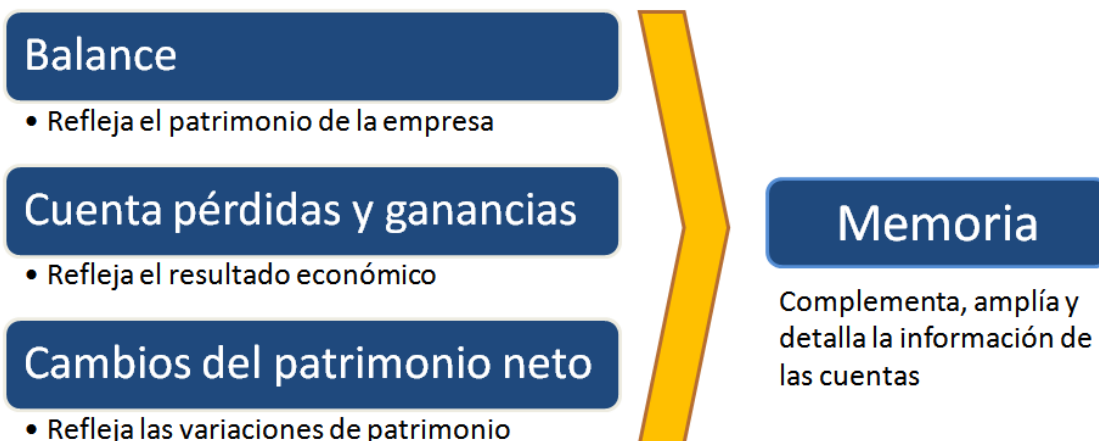 Balance
• Refleja el patrimonio de la empresa
Cuenta pérdidas y ganancias
• Refleja el resultado económico
Cambios del patrimonio neto
• Refleja las variaciones de patrimonio
Memoria
Complementa, amplía y
detalla la información de
las cuentas